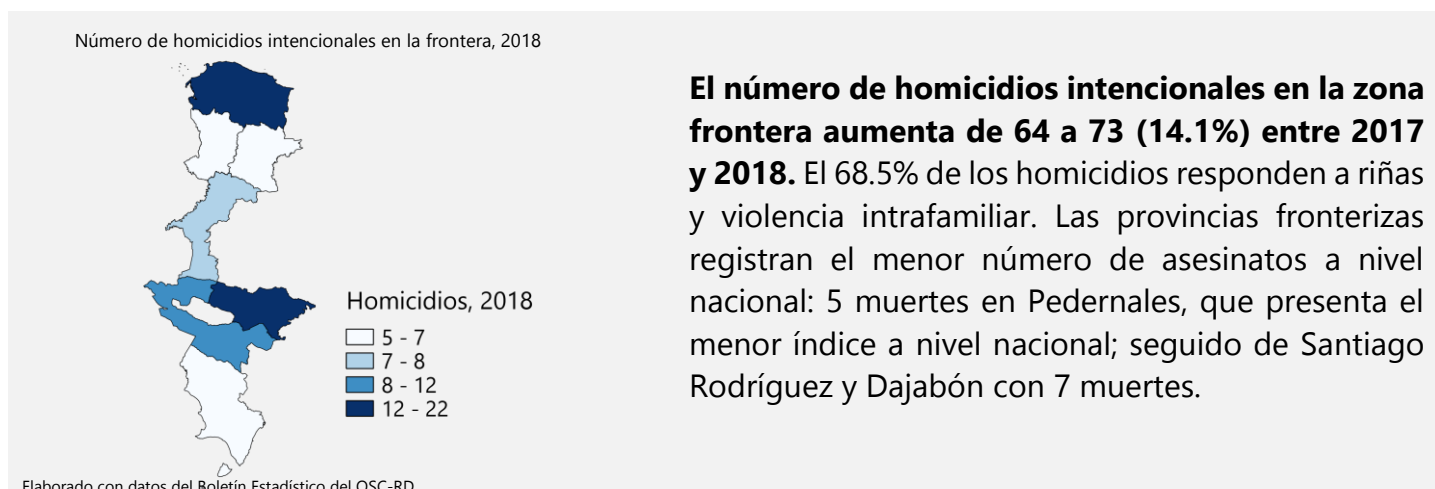 Número de homicidios intencionales en la frontera, 2018
Homicidios, 2018
5 - 7
7 - 8
8 - 12
12 - 22
Elaborado con datos del Boletín Estadístico del OSC-RD
El número de homicidios intencionales en la zona
frontera aumenta de 64 a 73 (14.1%) entre 2017
y 2018. El 68.5% de los homicidios responden a riñas
y violencia intrafamiliar. Las provincias fronterizas
registran el menor número de asesinatos a nivel
nacional: 5 muertes en Pedernales, que presenta el
menor índice a nivel nacional; seguido de Santiago
Rodríguez y Dajabón con 7 muertes.